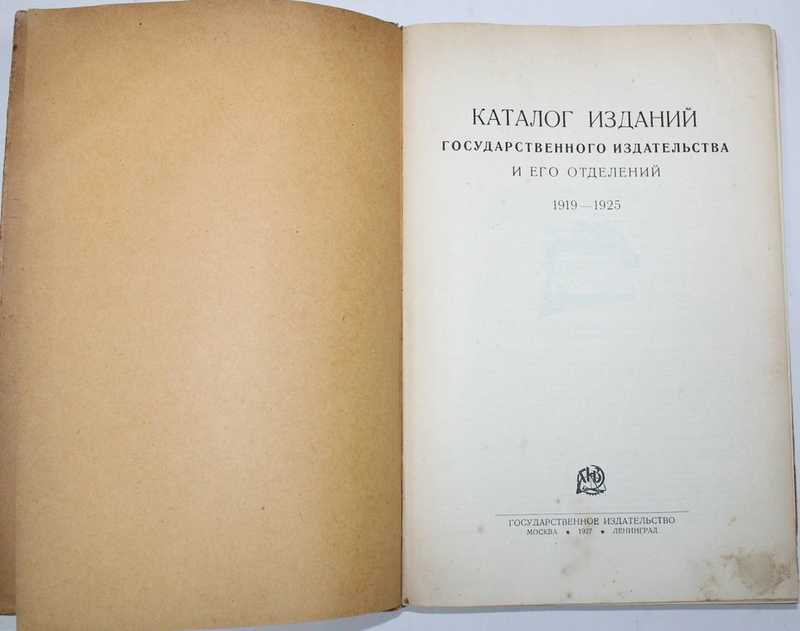 КАТАЛОГ ИЗДАНИЙ
ГОСУДАРСТВЕННОГО ИЗДАТЕЛЬСТВА
И ЕГО ОТДЕЛЕНИЙ
1919—1925
ГОСУДАРСТВЕННОЕ ИЗДАТЕЛЬСТВО
МОСКВА ★ 1927 ★ ЛЕНИНГРАД